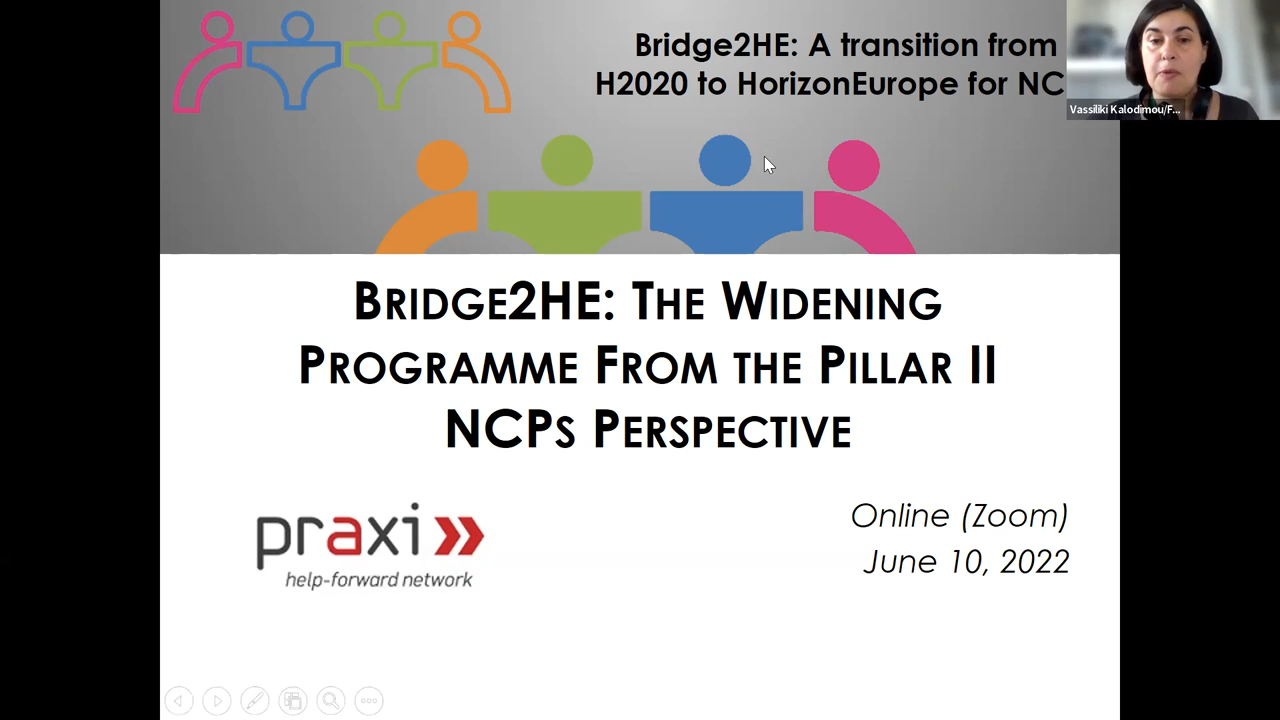 Bridge2HE: A transition from
H2020 to HorizonEurope for NC
Vassiliki Kalodimou/F...
BRIDGE2HE: THE WIDENING
PROGRAMME FROM THE PILLAR II
NCPS PERSPECTIVE
praxi
help-forward network
Online (Zoom)
June 10, 2022